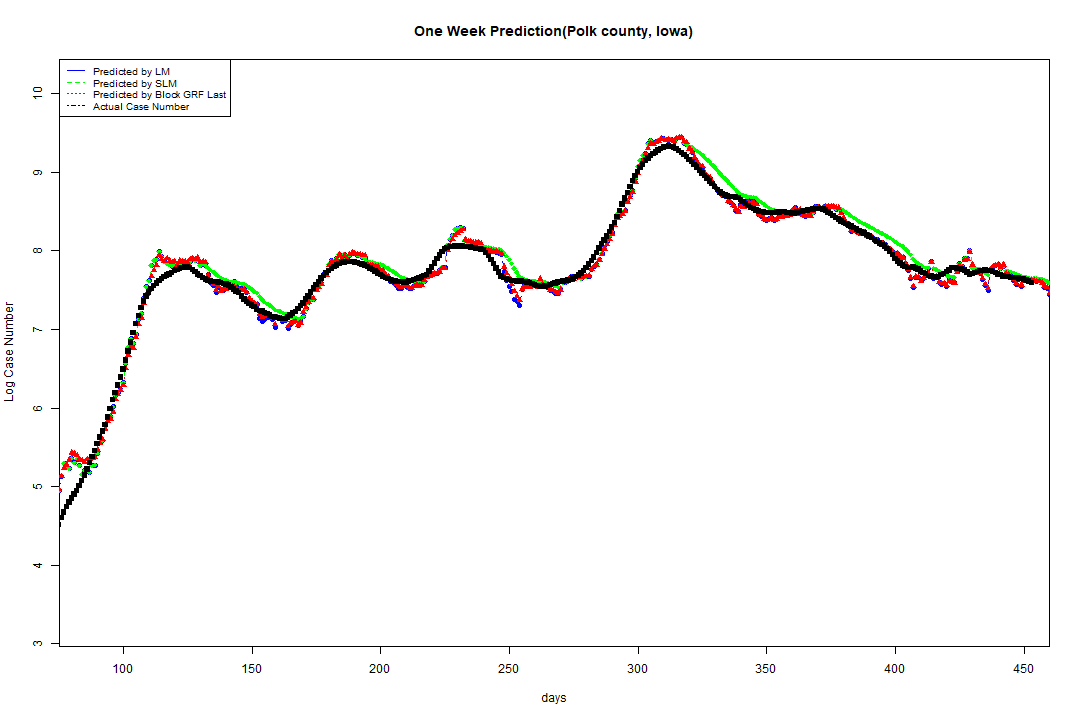 One Week Prediction(Polk county, Iowa)
Predicted by LM
Predicted by SLM
Predicted by Block GRF Last
Actual Case Number
10
9
8
7
6
5
4
3
Log Case Number
100 150 200 250 300 350 400 450
days